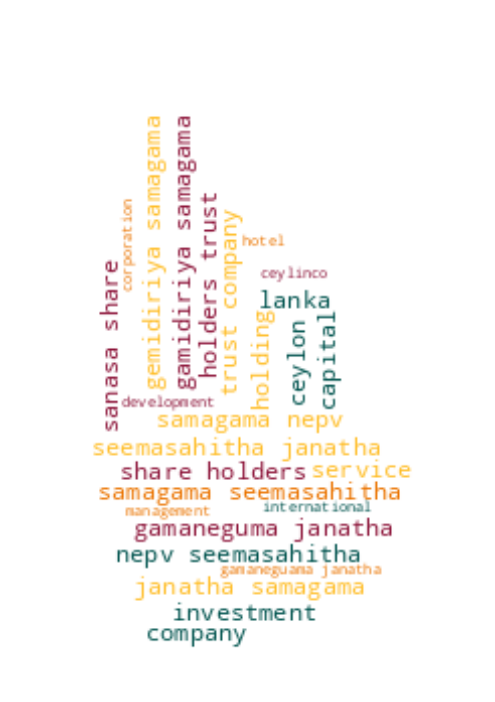 gemidiriya samagama
gamidiriya samagama
holders trust
corporation
trust company
hotel
sanasa share
ceylinco
lanka
holding
ceylon
capital
development
samagama nepv
seemasahitha janatha
share holders
service
samagama seemasahitha
management
international
gamaneguma janatha
nepv seemasahitha
gamaneguama janatha
janatha samagama
investment
company